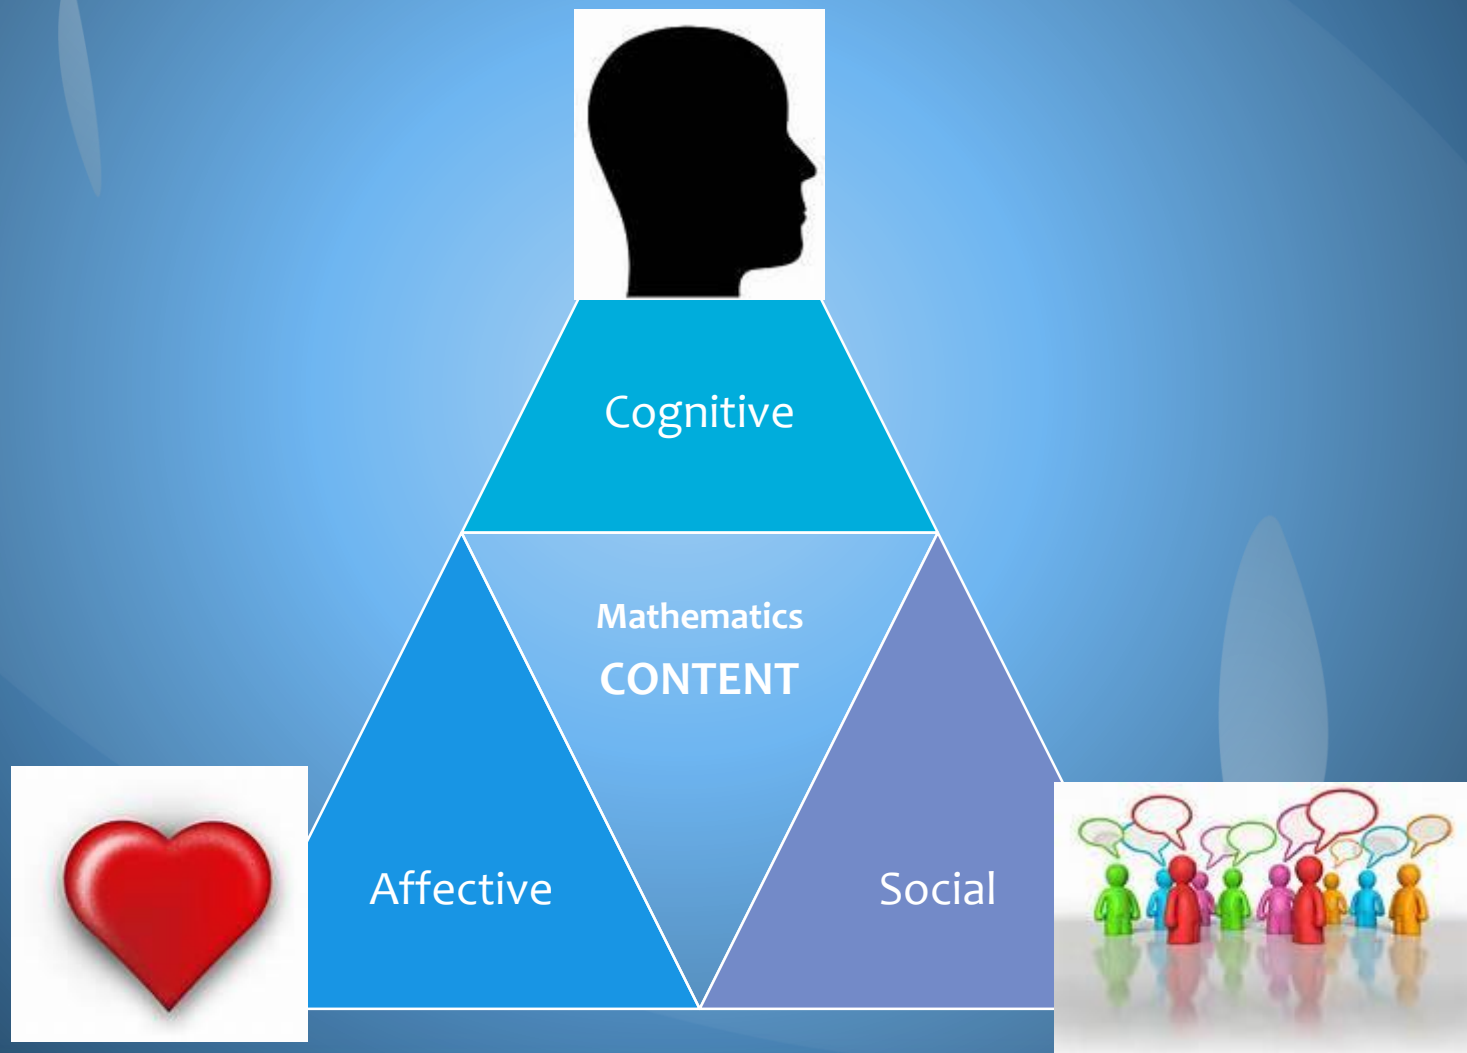 Cognitive
Mathematics
CONTENT
Affective
Social